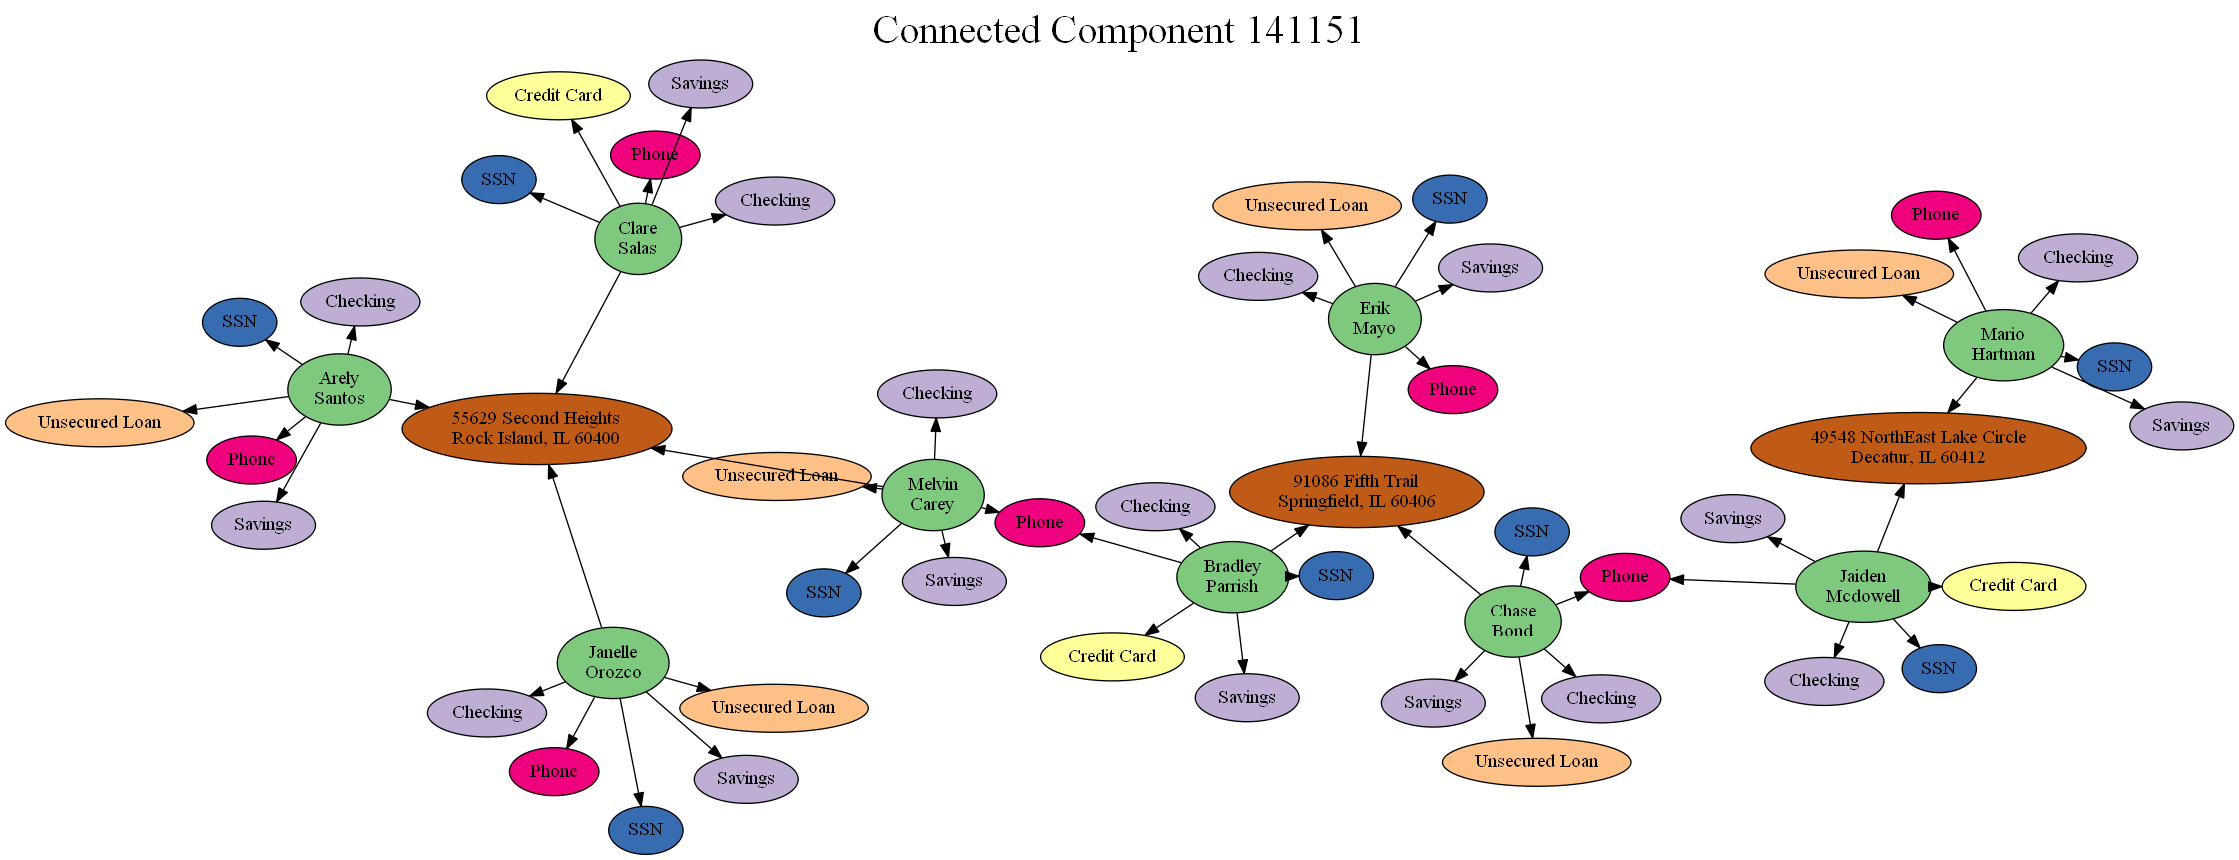 Connected Component 141151
Savings
Credit Card
Phone
SSN
Checking
Clare
Salas
Checking
SSN
Arely
Santos
Unsecured Loan
Phone
Savings
55629 Second Heights
Rock Island, IL 60400
Checking
Unsecured Loan
Melvin
Carey
Phone
SSN
Savings
Janelle
Orozco
Checking
Unsecured Loan
Phone
Savings
SSN
Unsecured Loan
SSN
Checking
Savings
Erik
Mayo
Phone
91086 Fifth Trail
Springfield, IL 60406
Checking
Bradley
Parrish
SSN
Credit Card
Savings
SSN
Phone
Chase
Bond
Savings
Checking
Unsecured Loan
Phone
Checking
Unsecured Loan
Mario
Hartman
SSN
Savings
49548 NorthEast Lake Circle
Decatur, IL 60412
Savings
Jaiden
Mcdowell
Credit Card
Checking
SSN